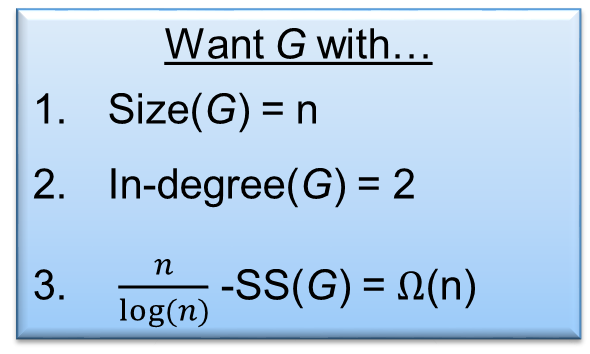 Want G with…
1. Size(G) = n
2. In-degree(G) = 2
3. n/log(n) -SS(G) = Ω(n)